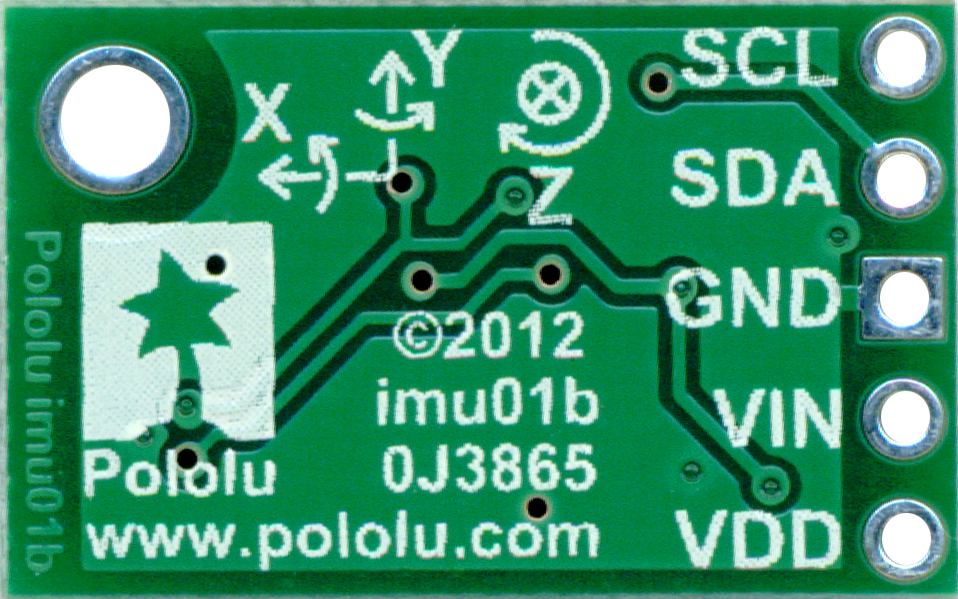 Y
X
Z
SCL
SDA
GND
VIN
VDD
©2012
imu01b
0J3865
Pololu
www.pololu.com
Pololu imu01b